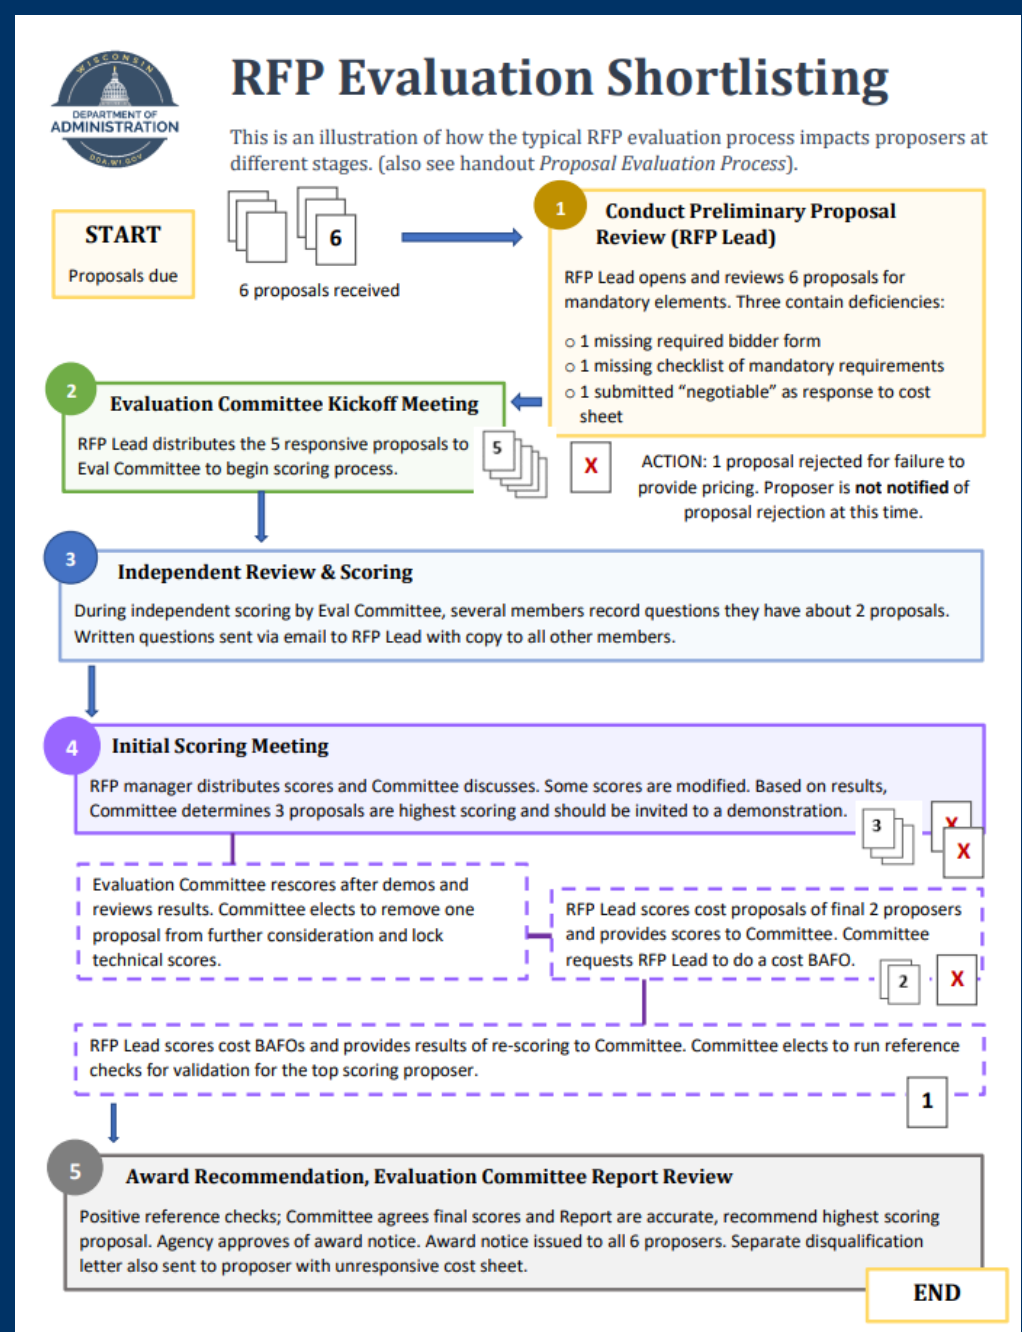 WISCONSIN
DEPARTMENT OF
ADMINISTRATION
DOA.WI.GOV
RFP Evaluation Shortlisting
This is an illustration of how the typical RFP evaluation process impacts proposers at
different stages. (also see handout Proposal Evaluation Process).
START
Proposals due
6
6 proposals received
1
Conduct Preliminary Proposal
Review (RFP Lead)
RFP Lead opens and reviews 6 proposals for
mandatory elements. Three contain deficiencies:
o 1 missing required bidder form
o 1 missing checklist of mandatory requirements
o 1 submitted “negotiable” as response to cost
sheet
2
Evaluation Committee Kickoff Meeting
RFP Lead distributes the 5 responsive proposals to
Eval Committee to begin scoring process.
5
X
ACTION: 1 proposal rejected for failure to
provide pricing. Proposer is not notified of
proposal rejection at this time.
3
Independent Review & Scoring
During independent scoring by Eval Committee, several members record questions they have about 2 proposals.
Written questions sent via email to RFP Lead with copy to all other members.
4
Initial Scoring Meeting
RFP manager distributes scores and Committee discusses. Some scores are modified. Based on results,
Committee determines 3 proposals are highest scoring and should be invited to a demonstration.
3
X
X
Evaluation Committee rescores after demos and
reviews results. Committee elects to remove one
proposal from further consideration and lock
technical scores.
RFP Lead scores cost proposals of final 2 proposers
and provides scores to Committee. Committee
requests RFP Lead to do a cost BAFO.
2
X
RFP Lead scores cost BAFOs and provides results of re-scoring to Committee. Committee elects to run reference
checks for validation for the top scoring proposer.
1
5
Award Recommendation, Evaluation Committee Report Review
Positive reference checks; Committee agrees final scores and Report are accurate, recommend highest scoring
proposal. Agency approves of award notice. Award notice issued to all 6 proposers. Separate disqualification
letter also sent to proposer with unresponsive cost sheet.
END